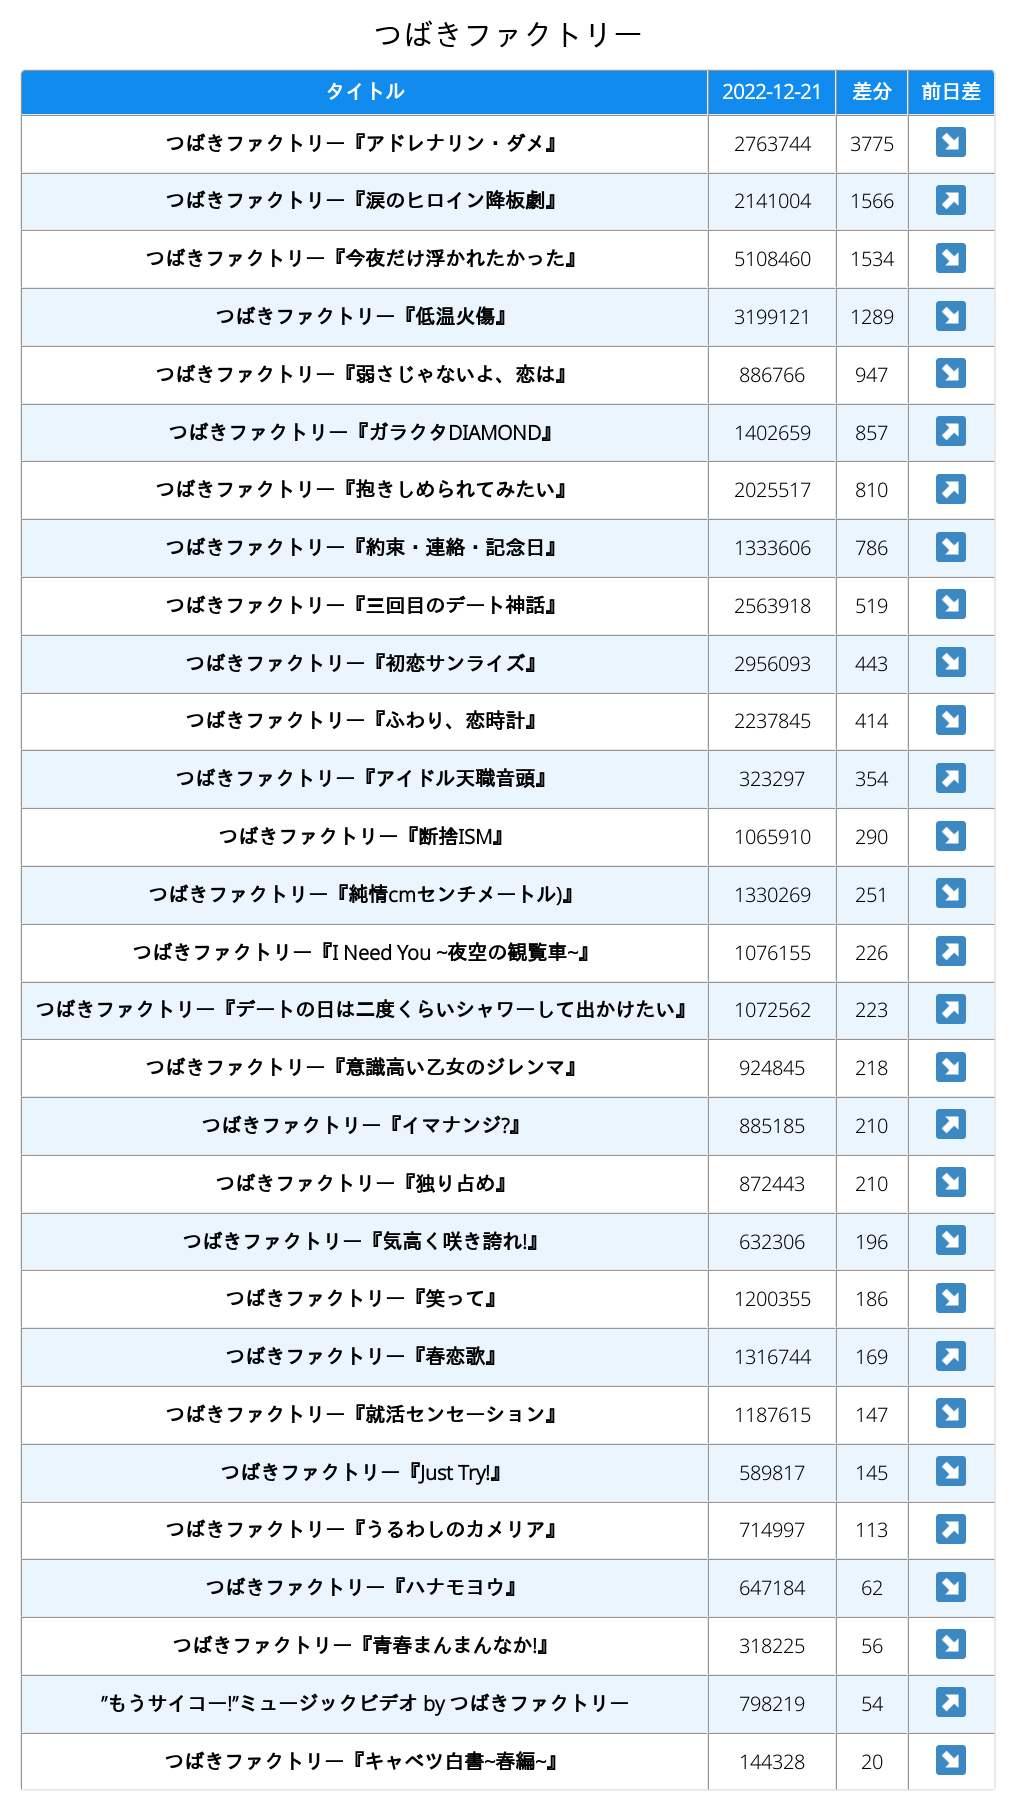 つばきファクトリー
タイトル 2022-12-21 差分 前日差
つばきファクトリー『アドレナリン・ダメ』 2763744 3775 ↘
つばきファクトリー『涙のヒロイン降板劇』 2141004 1566 ↗
つばきファクトリー『今夜だけ浮かれたかった』 5108460 1534 ↘
つばきファクトリー『低温火傷』 3199121 1289 ↘
つばきファクトリー『弱さじゃないよ、恋は』 886766 947 ↘
つばきファクトリー『ガラクタDIAMOND』 1402659 857 ↗
つばきファクトリー『抱きしめられてみたい』 2025517 810 ↗
つばきファクトリー『約束・連絡・記念日』 1333606 786 ↘
つばきファクトリー『三回目のデート神話』 2563918 519 ↘
つばきファクトリー『初恋サンライズ』 2956093 443 ↘
つばきファクトリー『ふわり、恋時計』 2237845 414 ↘
つばきファクトリー『アイドル天職音頭』 323297 354 ↗
つばきファクトリー『断捨ISM』 1065910 290 ↘
つばきファクトリー『純情cmセンチメートル)』 1330269 251 ↘
つばきファクトリー『I Need You ~夜空の観覧車~』 1076155 226 ↗
つばきファクトリー『デートの日は二度くらいシャワーして出かけたい』 1072562 223 ↗
つばきファクトリー『意識高い乙女のジレンマ』 924845 218 ↘
つばきファクトリー『イマナンジ?』 885185 210 ↗
つばきファクトリー『独り占め』 872443 210 ↘
つばきファクトリー『気高く咲き誇れ!』 632306 196 ↘
つばきファクトリー『笑って』 1200355 186 ↘
つばきファクトリー『春恋歌』 1316744 169 ↗
つばきファクトリー『就活センセーション』 1187615 147 ↘
つばきファクトリー『Just Try!』 589817 145 ↘
つばきファクトリー『うるわしのカメリア』 714997 113 ↗
つばきファクトリー『ハナモヨウ』 647184 62 ↘
つばきファクトリー『青春まんまんなか!』 318225 56 ↘
”もうサイコー!”ミュージックビデオ by つばきファクトリー 798219 54 ↗
つばきファクトリー『キャベツ白書~春編~』 144328 20 ↘